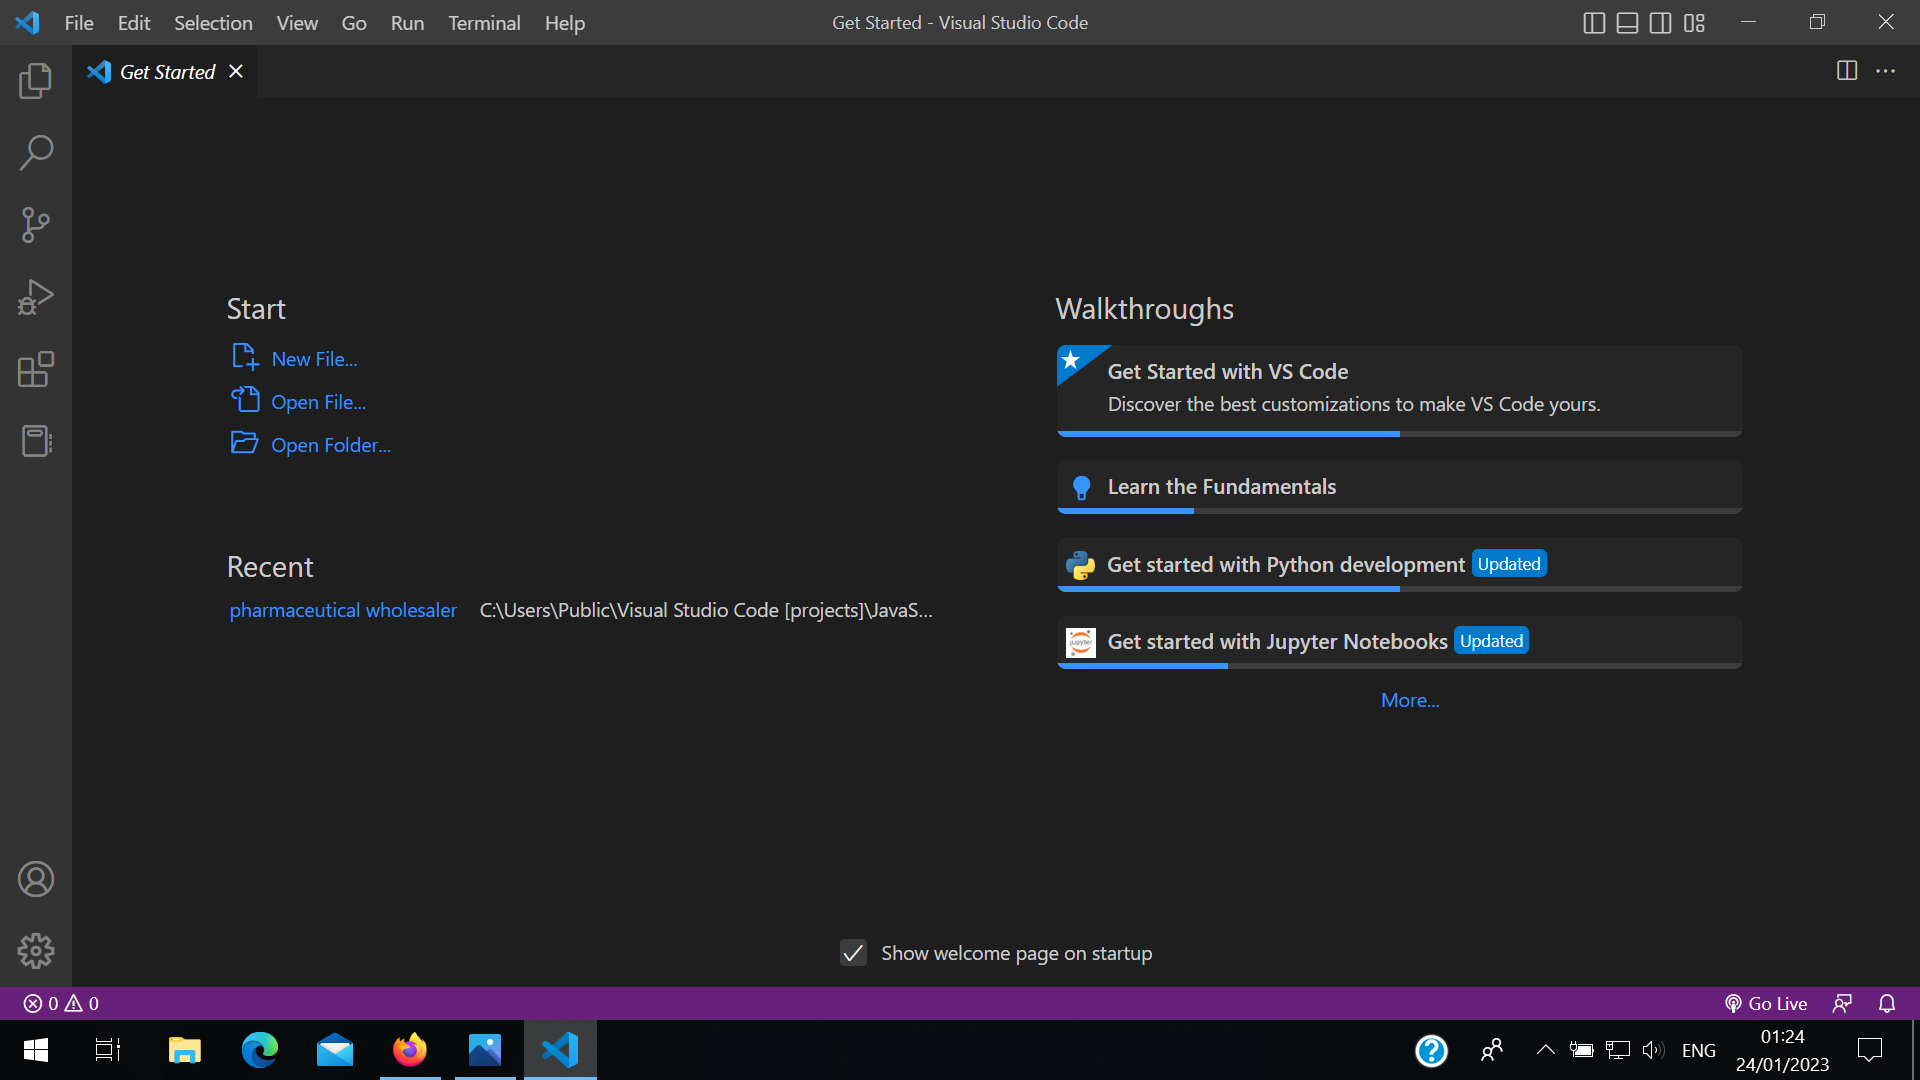 File Edit Selection View Go Run Terminal Help
Get Started - Visual Studio Code
Get Started
Start
New File...
Open File...
Open Folder...
Recent
pharmaceutical wholesaler C:\Users\Public\Visual Studio Code [projects]\JavaS...
Walkthroughs
Get Started with VS Code
Discover the best customizations to make VS Code yours.
Learn the Fundamentals
Get started with Python development Updated
jupyter
Get started with Jupyter Notebooks Updated
More...
Show welcome page on startup
0 0
Go Live
ENG
01:24
24/01/2023